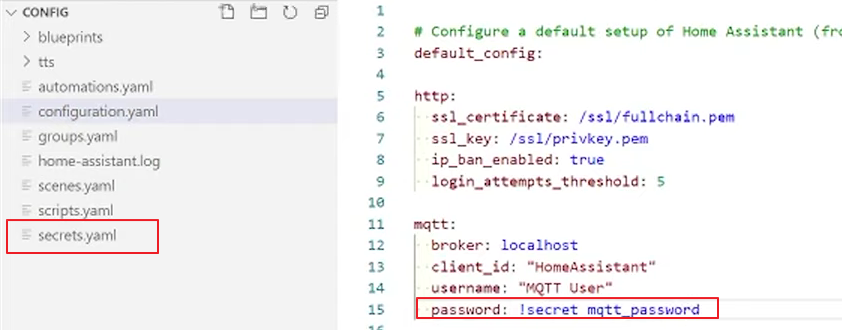 CONFIG
blueprints
tts
automations.yaml
configuration.yaml
groups.yaml
home-assistant.log
scenes.yaml
scripts.yaml
secrets.yaml
1
2 # Configure a default setup of Home Assistant (fro
3 default_config:
4
5 http:
6 ssl_certificate: /ssl/fullchain.pem
7 ssl_key: /ssl/privkey.pem
8 ip_ban_enabled: true
9 login_attempts_threshold: 5
10
11 mqtt:
12 broker: localhost
13 client_id: "HomeAssistant"
14 username: "MQTT User"
15 password: !secret mqtt_password
16